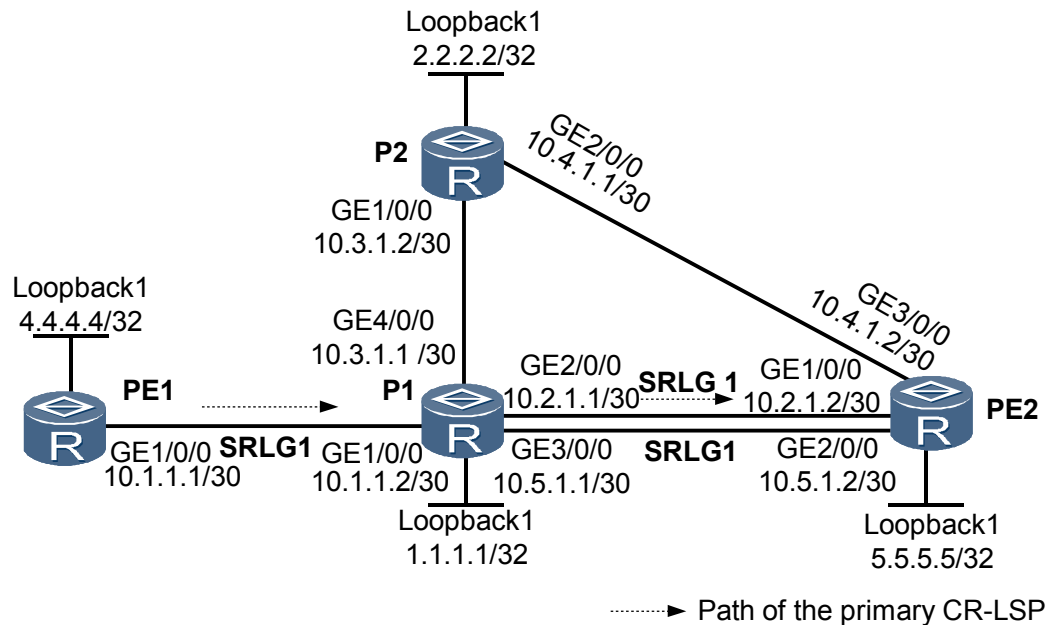 Loopback1
2.2.2.2/32
P2
R
GE2/0/0
10.4.1.1/30
GE1/0/0
10.3.1.2/30
Loopback1
4.4.4.4/32
GE3/0/0
10.4.1.2/30
GE4/0/0
10.3.1.1 /30
PE1
P1
GE2/0/0
10.2.1.1/30
SRLG 1
GE1/0/0
10.2.1.2/30
PE2
R
R
R
GE1/0/0
10.1.1.1/30
SRLG1
GE1/0/0
10.1.1.2/30
GE3/0/0
10.5.1.1/30
SRLG1
GE2/0/0
10.5.1.2/30
Loopback1
1.1.1.1/32
Loopback1
5.5.5.5/32
Path of the primary CR-LSP